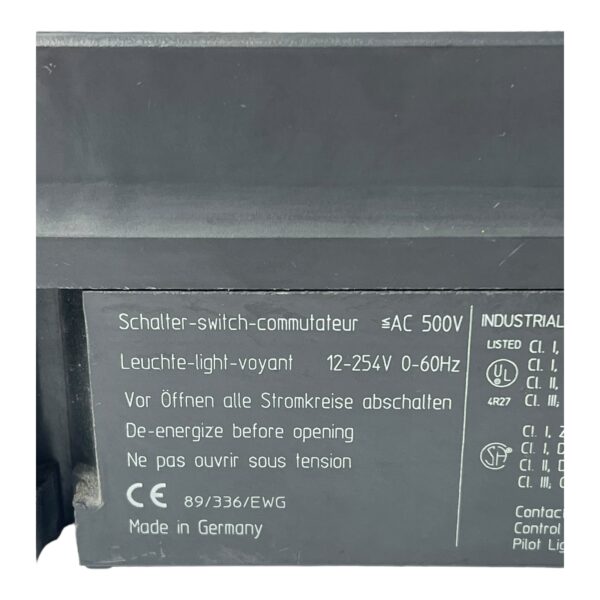 Schalter-switch-commutateur ≦AC 500V
Leuchte-light-voyant 12-254V 0-60Hz
Vor Öffnen alle Stromkreise abschalten
De-energize before opening
Ne pas ouvrir sous tension
CE 89/336/EWG
Made in Germany
INDUSTRIAL
LISTED Cl. I,
UL Cl. I,
Cl. II,
4R27 Cl. III,
Cl. I, Z
SA Cl. I, D
Cl. II, D
Cl. III;
Contac
Control
Pilot Lig